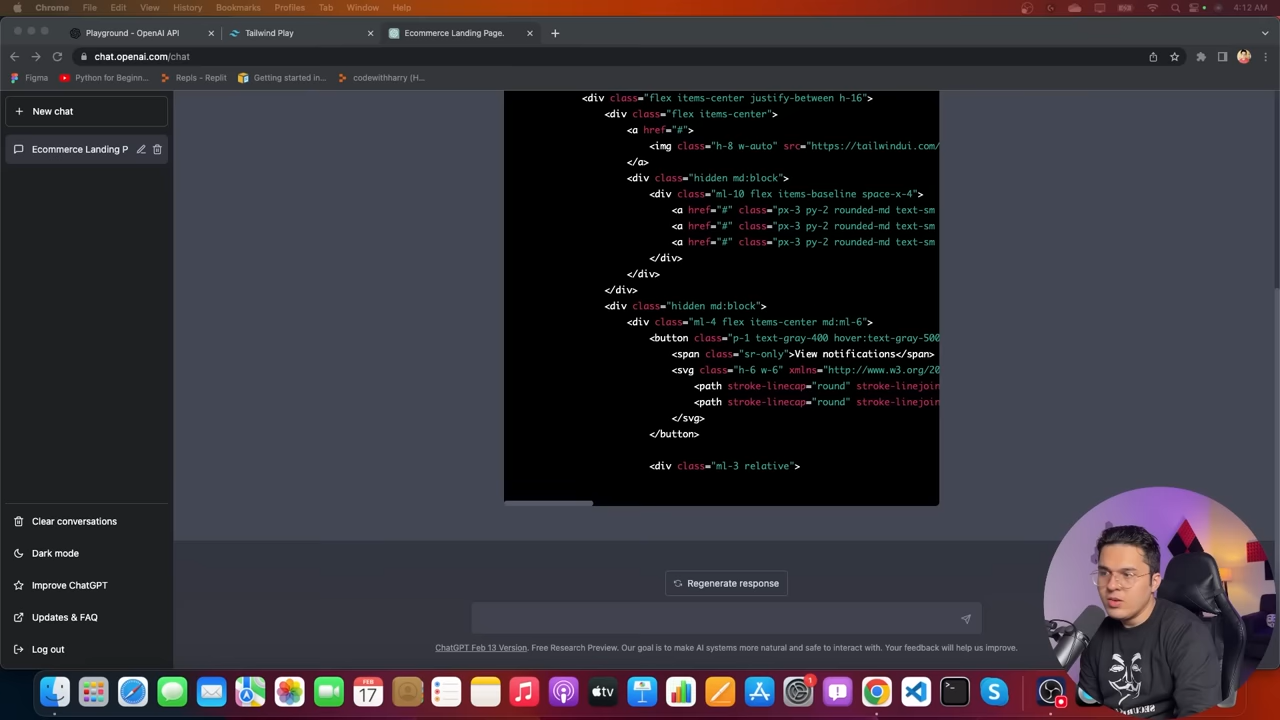 Chrome File Edit View History Bookmarks Profiles Tab Window Help 4:12 AM
Playground - OpenAI API Tailwind Play Ecommerce Landing Page.
chat.openai.com/chat
Figma Python for Beginn... Repls - Replit Getting started in... codewithharry (H...
New chat
Ecommerce Landing P
<div class="flex items-center justify-between h-16">
<div class="flex items-center">
<a href="#">
<img class="h-8 w-auto" src="https://tailwindui.com/
</a>
<div class="hidden md:block">
<div class="ml-10 flex items-baseline space-x-4">
<a href="#" class="px-3 py-2 rounded-md text-sm
<a href="#" class="px-3 py-2 rounded-md text-sm
<a href="#" class="px-3 py-2 rounded-md text-sm
</div>
</div>
</div>
<div class="hidden md:block">
<div class="ml-4 flex items-center md:ml-6">
<button class="p-1 text-gray-400 hover:text-gray-500
<span class="sr-only">View notifications</span>
<svg class="h-6 w-6" xmlns="http://www.w3.org/20
<path stroke-linecap="round" stroke-linejoin
<path stroke-linecap="round" stroke-linejoin
</svg>
</button>
<div class="ml-3 relative">
Clear conversations
Dark mode
Improve ChatGPT
Updates & FAQ
Log out
Regenerate response
ChatGPT Feb 13 Version. Free Research Preview. Our goal is to make AI systems more natural and safe to interact with. Your feedback will help us improve.
FEB
17
tv
1